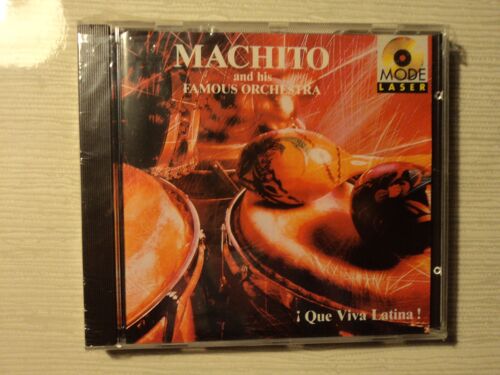 MACHITO
and his
FAMOUS ORCHESTRA
MODE
LASER
¡ Que Viva Latina !